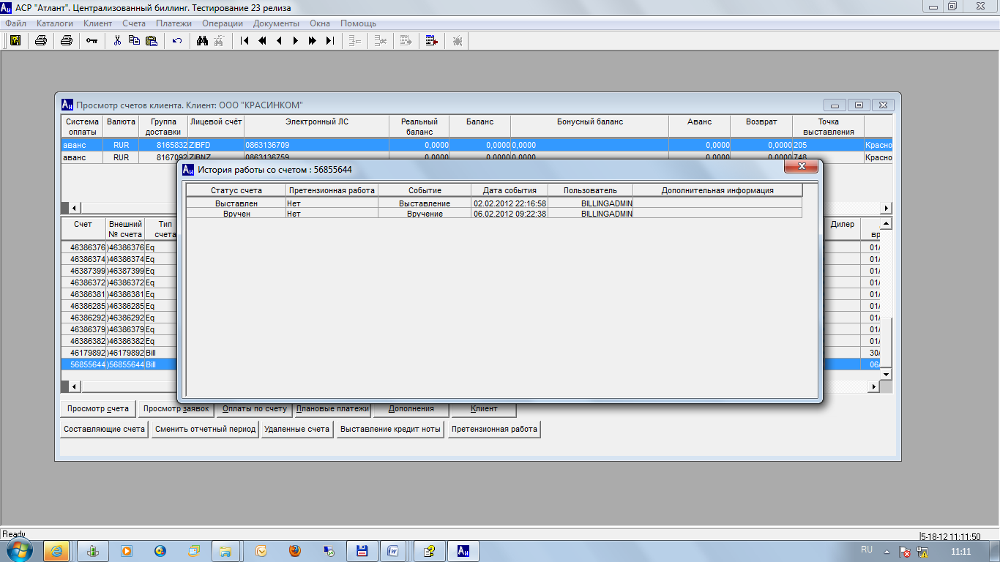 АСР "Атлант". Централизованный биллинг. Тестирование 23 релиза
Файл Каталоги Клиент Счета Платежи Операции Документы Окна Помощь
Просмотр счетов клиента. Клиент: ООО "КРАСИНКОМ"
Система оплаты Валюта Группа доставки Лицевой счёт Электронный ЛС Реальный баланс Баланс Бонусный баланс Аванс Возврат Точка выставления
аванс RUR 8165832 ZIBFD 0863136709 0,0000 0,0000 0,0000 0,0000 0,0000 205 Красно
аванс RUR 8167092 ZIBNZ 0863136759 0,0000 0,0000 0,0000 0,0000 0,0000 748 Красно
История работы со счетом : 56855644
Статус счета Претензионная работа Событие Дата события Пользователь Дополнительная информация
Выставлен Нет Выставление 02.02.2012 22:16:58 BILLINGADMIN
Вручен Нет Вручение 06.02.2012 09:22:38 BILLINGADMIN
Счет Внешний № счета Тип счета Дилер вр
46386376 )46386376 Eq 01/
46386374 )46386374 Eq 01/
46387399 )46387399 Eq 01/
46386372 )46386372 Eq 01/
46386381 )46386381 Eq 01/
46386285 )46386285 Eq 01/
46386292 )46386292 Eq 01/
46386379 )46386379 Eq 01/
46386382 )46386382 Eq 01/
46179892 )46179892 Bill 30/
56855644 )56855644 Bill 06/
Просмотр счета Просмотр заявок Оплаты по счету Плановые платежи Дополнения Клиент
Составляющие счета Сменить отчетный период Удаленные счета Выставление кредит ноты Претензионная работа
Ready 5-18-12 11:11:50
RU 11:11